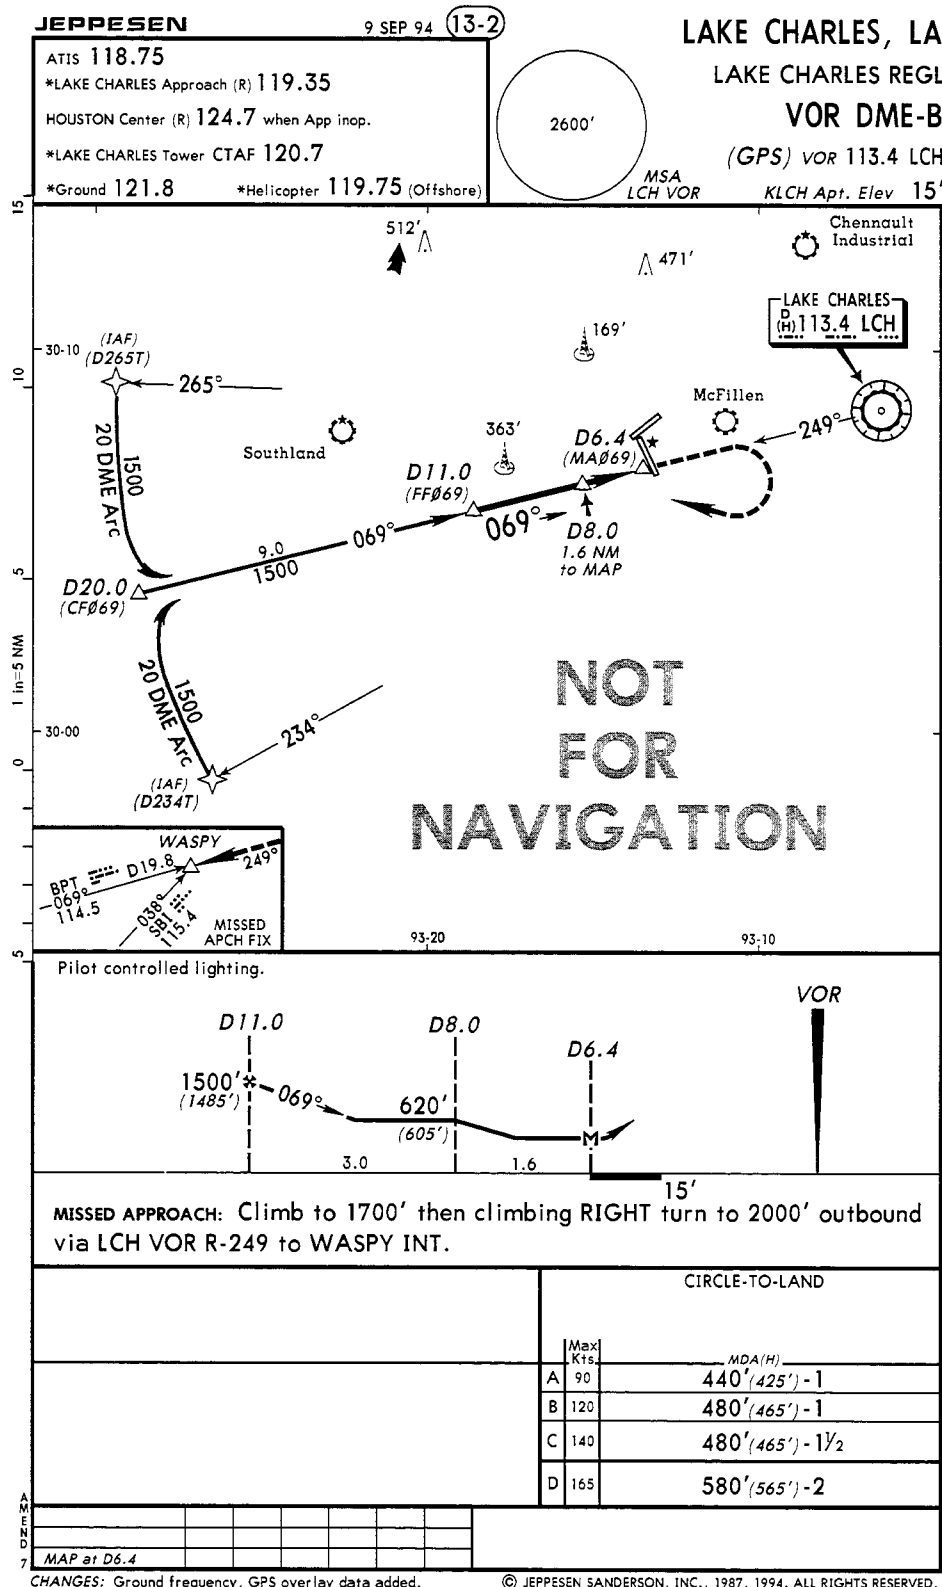 JEPPESEN
9 SEP 94
13-2
LAKE CHARLES, LA
LAKE CHARLES REGL
VOR DME-B
(GPS) VOR 113.4 LCH
KLCH Apt. Elev 15'
ATIS 118.75
*LAKE CHARLES Approach (R) 119.35
HOUSTON Center (R) 124.7 when App inop.
*LAKE CHARLES Tower CTAF 120.7
*Ground 121.8 *Helicopter 119.75 (Offshore)
2600'
MSA
LCH VOR
15
512'
471'
Chennault
Industrial
LAKE CHARLES
D
(H) 113.4 LCH
30-10
(IAF)
(D265T)
10
265°
169'
McFillen
249°
Southland
363'
D6.4
(MAØ69)
D11.0
(FFØ69)
20 DME Arc
1500
069°
069°
D8.0
1.6 NM
to MAP
9.0
1500
5
D20.0
(CFØ69)
1 in=5 NM
20 DME Arc
1500
234°
30-00
0
(IAF)
(D234T)
NOT
FOR
NAVIGATION
WASPY
BPT
069°
114.5
D19.8
249°
038°
SBI
115.4
MISSED
APCH FIX
5
93-20
93-10
Pilot controlled lighting.
VOR
D11.0
D8.0
D6.4
1500'
(1485')
069°
620'
(605')
M
3.0
1.6
15'
MISSED APPROACH: Climb to 1700' then climbing RIGHT turn to 2000' outbound
via LCH VOR R-249 to WASPY INT.
CIRCLE-TO-LAND
Max
Kts
MDA(H)
A 90 440'(425')-1
B 120 480'(465')-1
C 140 480'(465')-1½
D 165 580'(565')-2
AMEND 7
MAP at D6.4
CHANGES: Ground frequency, GPS overlay data added.
© JEPPESEN SANDERSON, INC., 1987, 1994. ALL RIGHTS RESERVED.